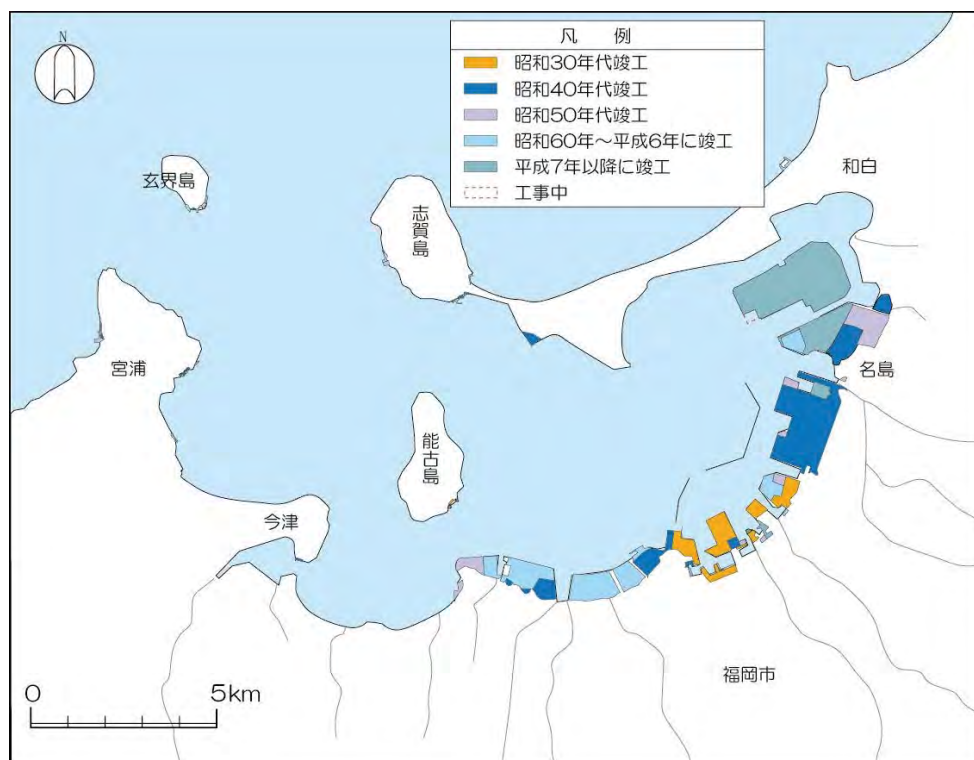 N
凡 例
昭和30年代竣工
昭和40年代竣工
昭和50年代竣工
昭和60年～平成6年に竣工
平成7年以降に竣工
工事中
和白
玄界島
志賀島
宮浦
名島
能古島
今津
福岡市
0 5km